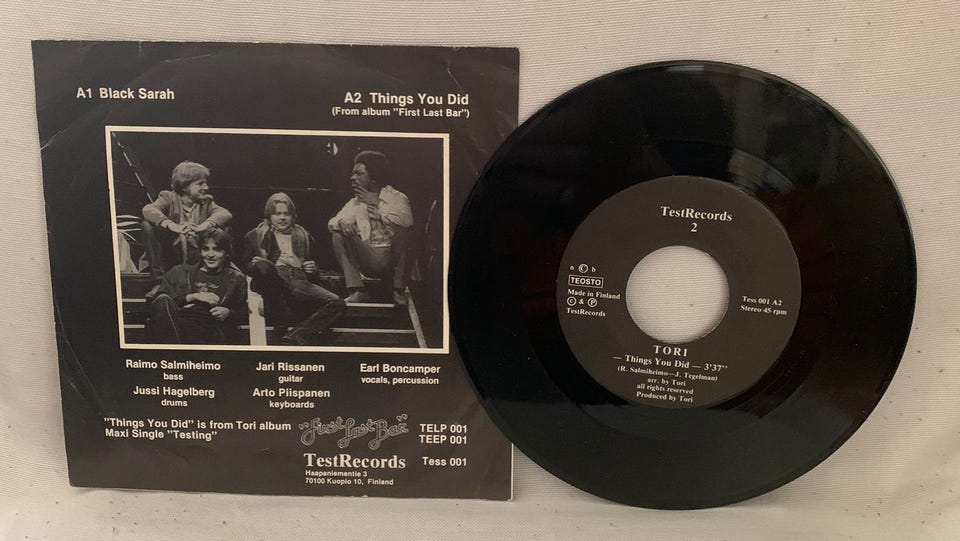 A1 Black Sarah
A2 Things You Did
(From album "First Last Bar")
Raimo Salmiheimo
bass
Jari Rissanen
guitar
Earl Boncamper
vocals, percussion
Jussi Hagelberg
drums
Arto Piispanen
keyboards
"Things You Did" is from Tori album
Maxi Single "Testing"
"First Last Bar"
TELP 001
TEEP 001
TestRecords
Tess 001
Haapaniementie 3
70100 Kuopio 10, Finland
TestRecords
2
n ©b
TEOSTO
Made in Finland
© & ℗
TestRecords
Tess 001 A2
Stereo 45 rpm
TORI
— Things You Did — 3'37"
(R. Salmiheimo—J. Tegelman)
arr. by Tori
all rights reserved
Produced by Tori